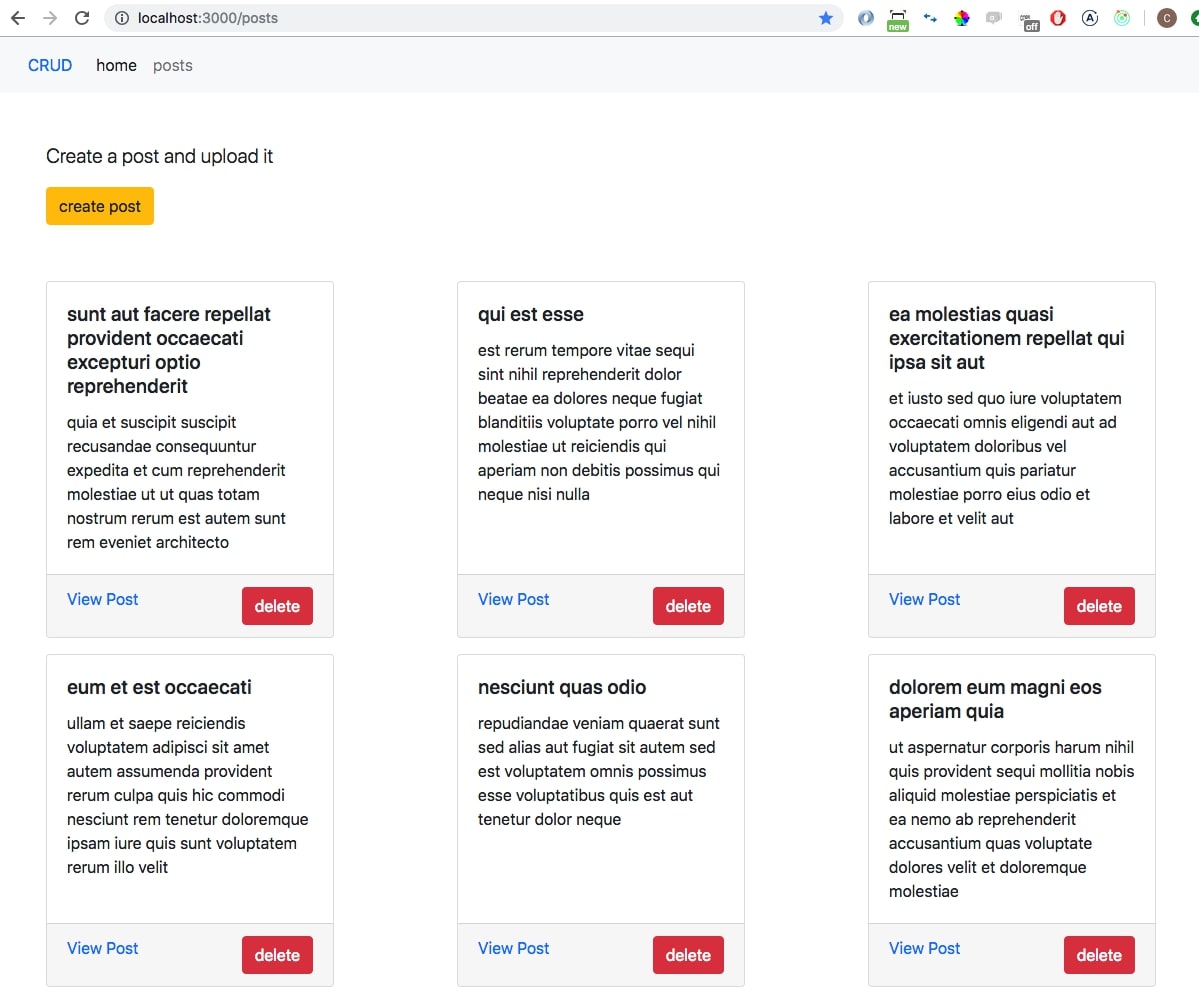 localhost:3000/posts
new
off
A
C
CRUD home posts
Create a post and upload it
create post
sunt aut facere repellat
provident occaecati
excepturi optio
reprehenderit
quia et suscipit suscipit
recusandae consequuntur
expedita et cum reprehenderit
molestiae ut ut quas totam
nostrum rerum est autem sunt
rem eveniet architecto
View Post
delete
qui est esse
est rerum tempore vitae sequi
sint nihil reprehenderit dolor
beatae ea dolores neque fugiat
blanditiis voluptate porro vel nihil
molestiae ut reiciendis qui
aperiam non debitis possimus qui
neque nisi nulla
View Post
delete
ea molestias quasi
exercitationem repellat qui
ipsa sit aut
et iusto sed quo iure voluptatem
occaecati omnis eligendi aut ad
voluptatem doloribus vel
accusantium quis pariatur
molestiae porro eius odio et
labore et velit aut
View Post
delete
eum et est occaecati
ullam et saepe reiciendis
voluptatem adipisci sit amet
autem assumenda provident
rerum culpa quis hic commodi
nesciunt rem tenetur doloremque
ipsam iure quis sunt voluptatem
rerum illo velit
View Post
delete
nesciunt quas odio
repudiandae veniam quaerat sunt
sed alias aut fugiat sit autem sed
est voluptatem omnis possimus
esse voluptatibus quis est aut
tenetur dolor neque
View Post
delete
dolorem eum magni eos
aperiam quia
ut aspernatur corporis harum nihil
quis provident sequi mollitia nobis
aliquid molestiae perspiciatis et
ea nemo ab reprehenderit
accusantium quas voluptate
dolores velit et doloremque
molestiae
View Post
delete